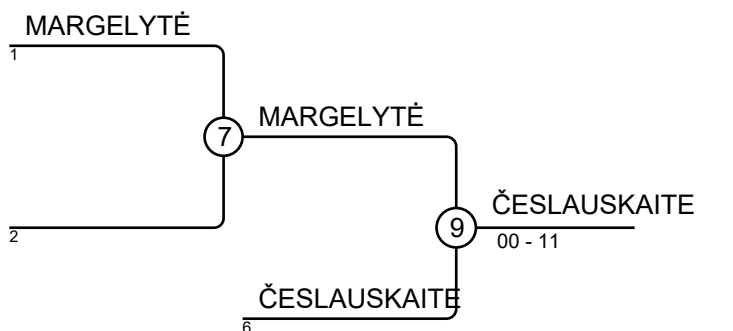 MARGELYTĖ
1
7
MARGELYTĖ
2
9
ČESLAUSKAITE
00 - 11
ČESLAUSKAITE
6